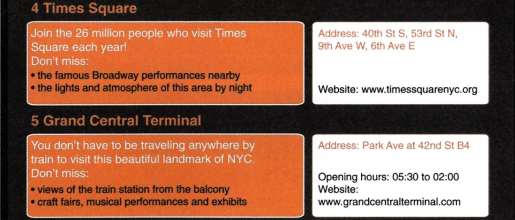 4 Times Square
Join the 26 million people who visit Times
Square each year!
Don't miss:
• the famous Broadway performances nearby
• the lights and atmosphere of this area by night
Address: 40th St S, 53rd St N,
9th Ave W, 6th Ave E
Website: www.timessquarenyc.org
5 Grand Central Terminal
You don't have to be traveling anywhere by
train to visit this beautiful landmark of NYC.
Don't miss:
• views of the train station from the balcony
• craft fairs, musical performances and exhibits
Address: Park Ave at 42nd St B4
Opening hours: 05:30 to 02:00
Website:
www.grandcentralterminal.com